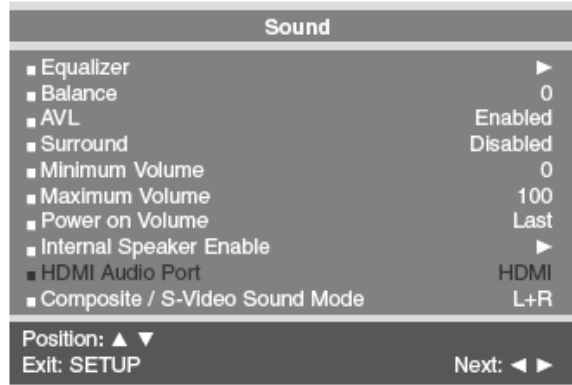 Sound
Equalizer ►
Balance 0
AVL Enabled
Surround Disabled
Minimum Volume 0
Maximum Volume 100
Power on Volume Last
Internal Speaker Enable ►
HDMI Audio Port HDMI
Composite / S-Video Sound Mode L+R
Position: ▲ ▼
Exit: SETUP Next: ◄ ►